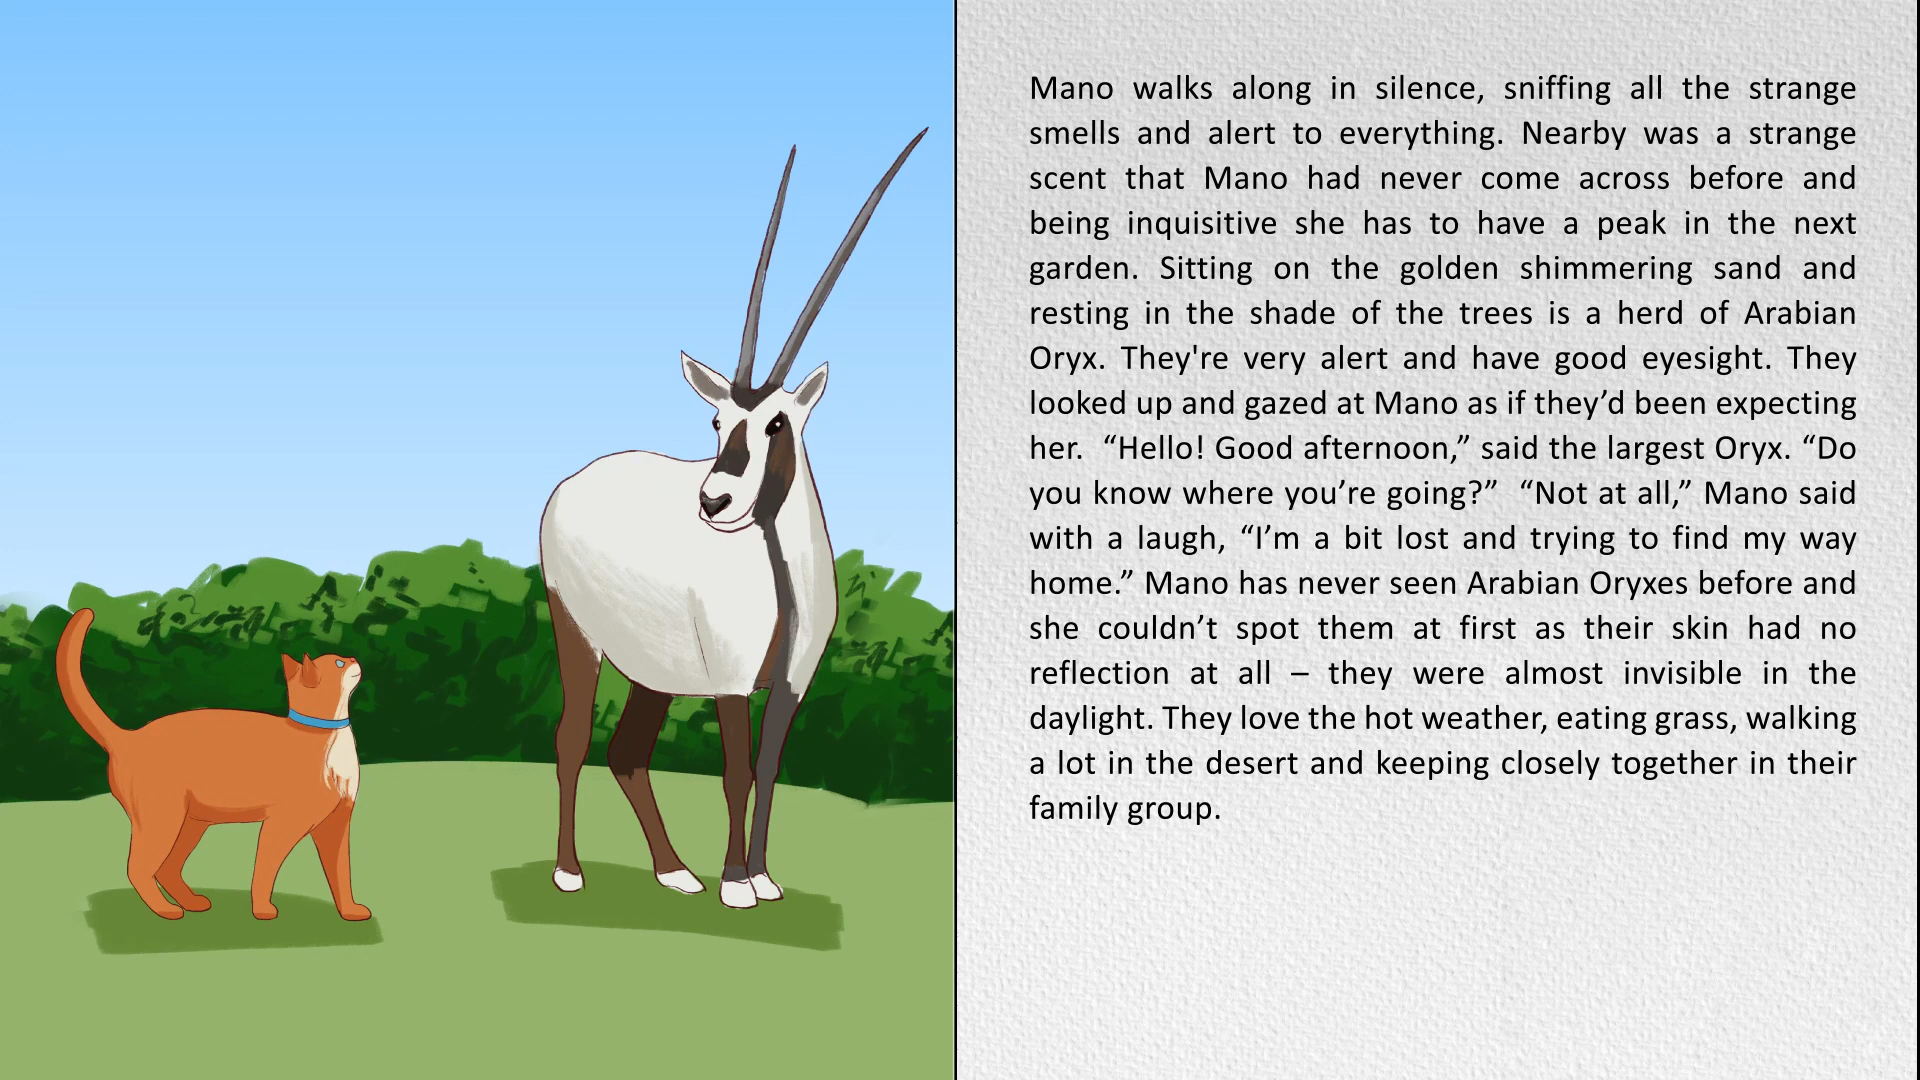 Mano walks along in silence, sniffing all the strange
smells and alert to everything. Nearby was a strange
scent that Mano had never come across before and
being inquisitive she has to have a peak in the next
garden. Sitting on the golden shimmering sand and
resting in the shade of the trees is a herd of Arabian
Oryx. They're very alert and have good eyesight. They
looked up and gazed at Mano as if they’d been expecting
her.  “Hello! Good afternoon,” said the largest Oryx. “Do
you know where you’re going?”  “Not at all,” Mano said
with a laugh, “I’m a bit lost and trying to find my way
home.” Mano has never seen Arabian Oryxes before and
she couldn’t spot them at first as their skin had no
reflection at all – they were almost invisible in the
daylight. They love the hot weather, eating grass, walking
a lot in the desert and keeping closely together in their
family group.